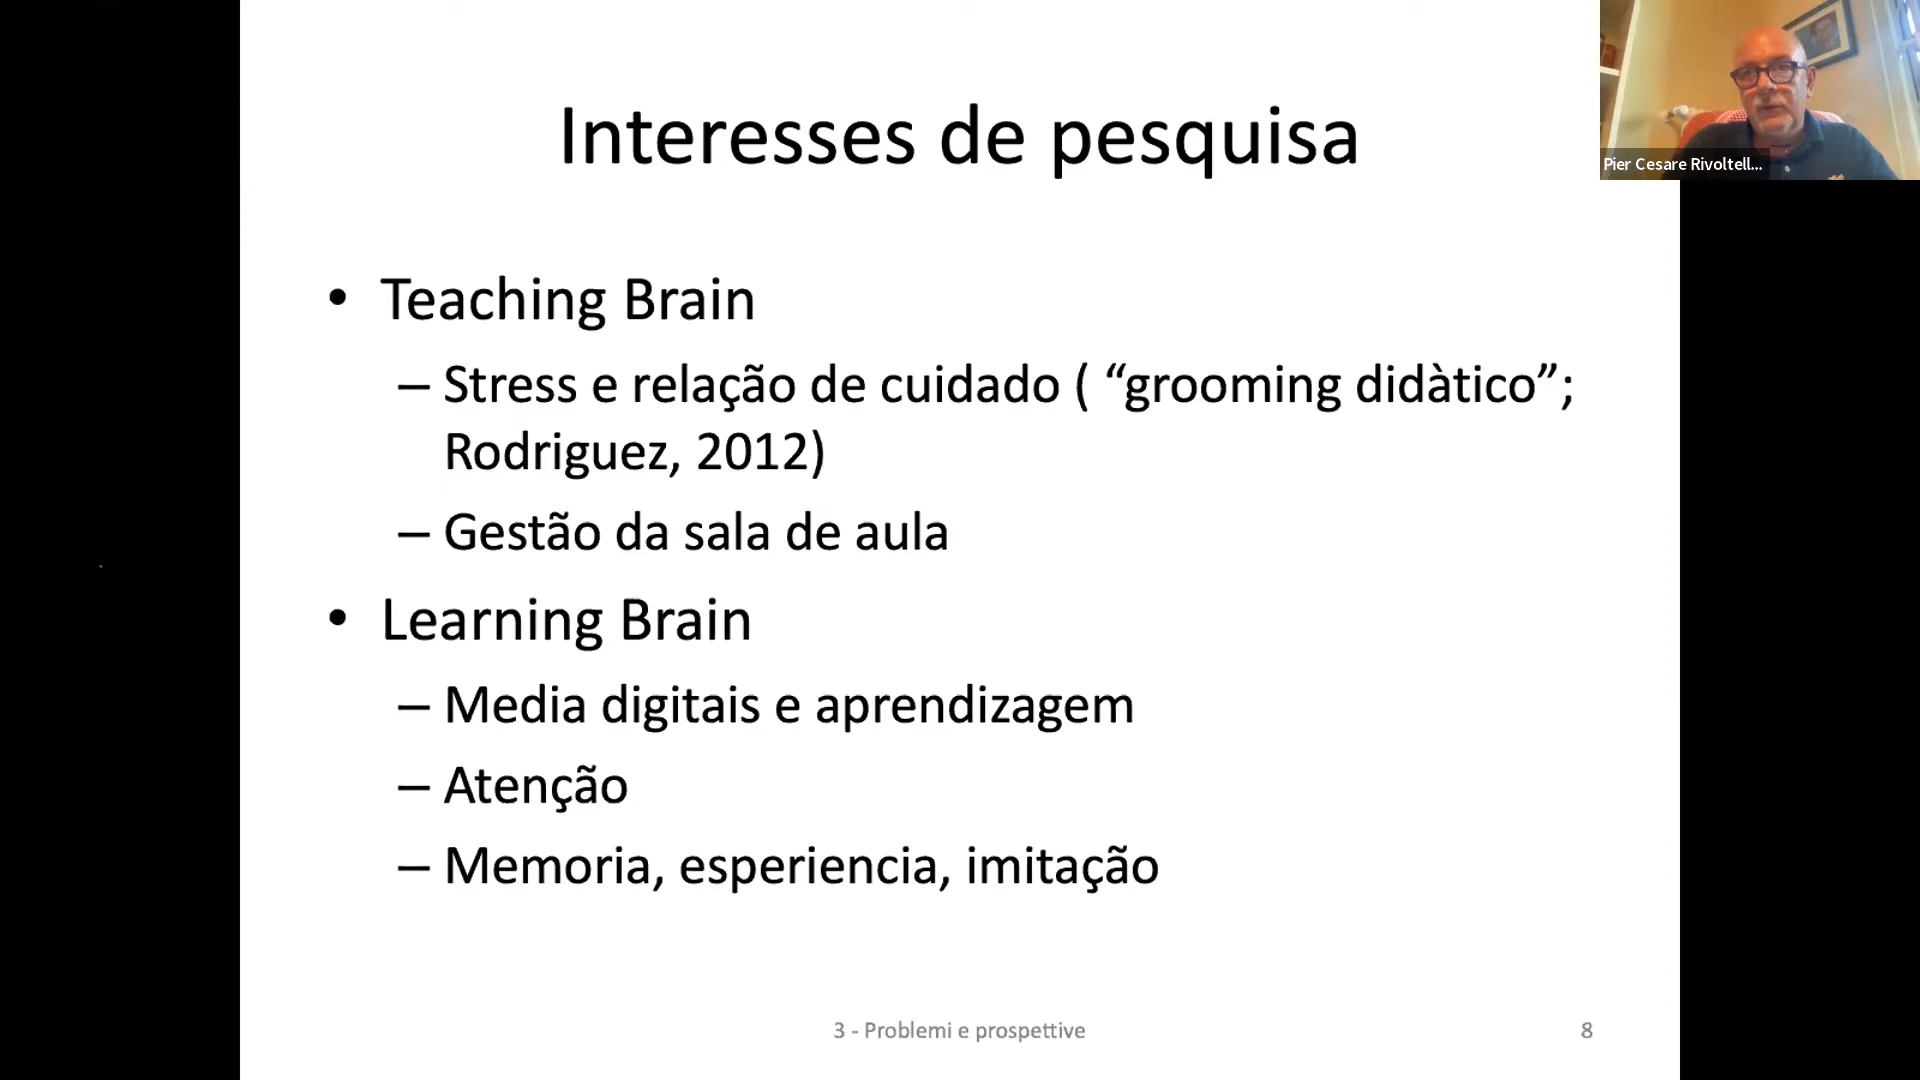 Interesses de pesquisa
Pier Cesare Rivoltell...
• Teaching Brain
– Stress e relação de cuidado ( “grooming didàtico”;
Rodriguez, 2012)
– Gestão da sala de aula
• Learning Brain
– Media digitais e aprendizagem
– Atenção
– Memoria, esperiencia, imitação
3 - Problemi e prospettive
8